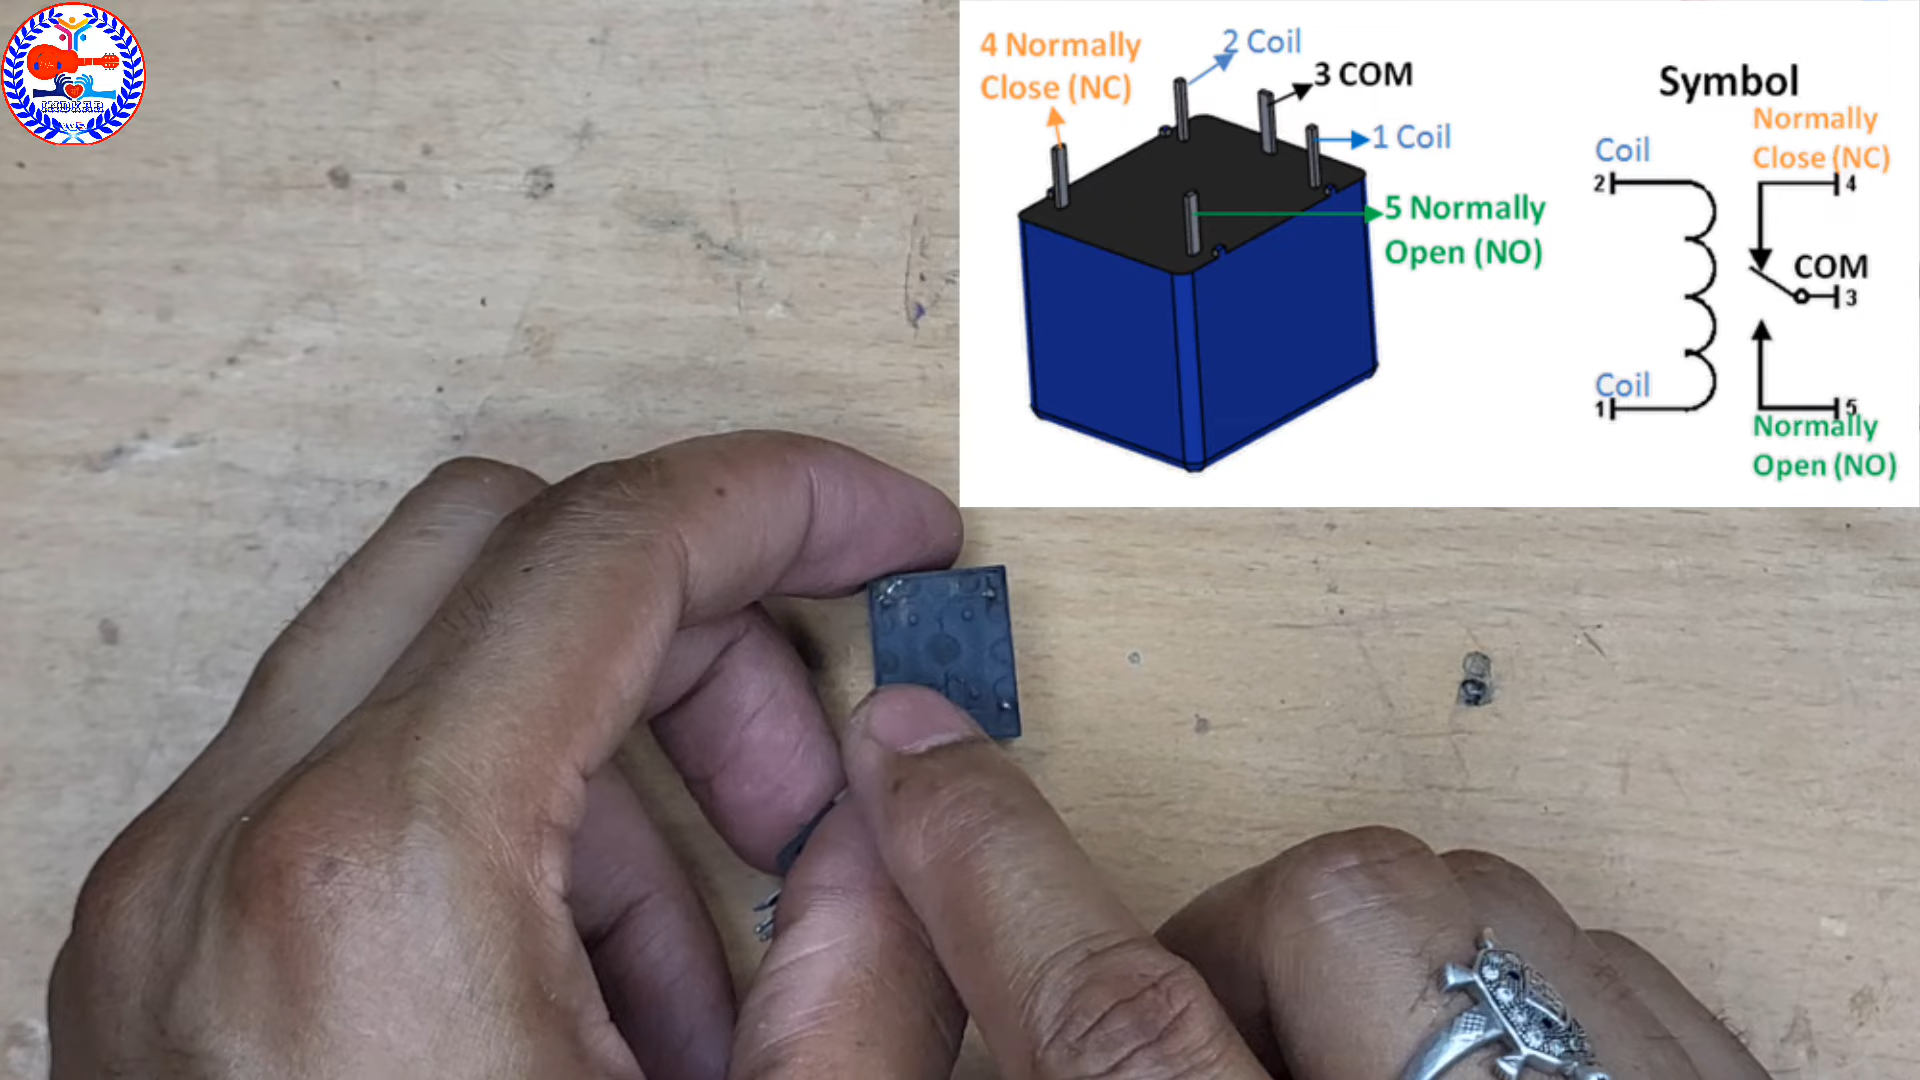 4 Normally
Close (NC)
2 Coil
3 COM
1 Coil
5 Normally
Open (NO)
Symbol
Coil
2
Normally
Close (NC)
4
COM
3
Coil
1
5
Normally
Open (NO)